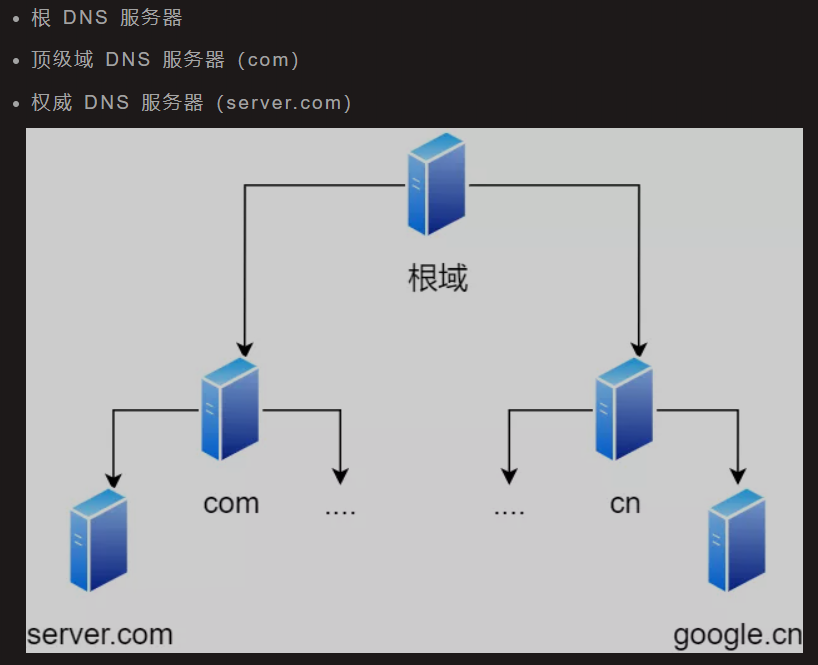 根 DNS 服务器
顶级域 DNS 服务器（com）
权威 DNS 服务器（server.com）
根域
com
....
....
cn
server.com
google.cn